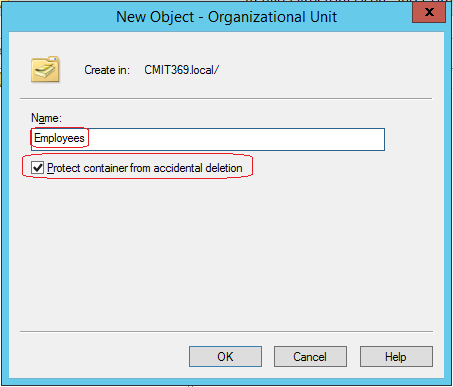 New Object - Organizational Unit
x
Create in: CMIT369.local/
Name:
Employees
Protect container from accidental deletion
OK Cancel Help